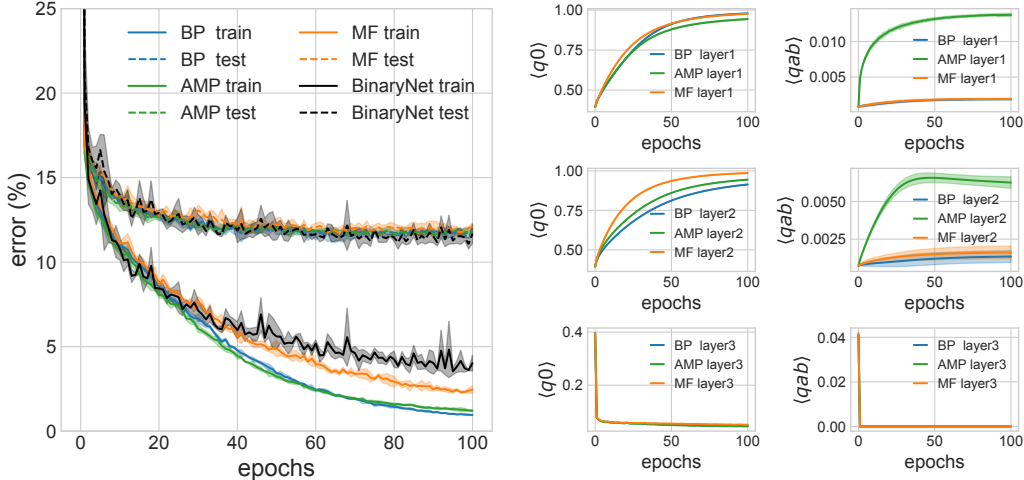 BP train
BP test
AMP train
AMP test
MF train
MF test
BinaryNet train
BinaryNet test
error (%)
25
20
15
10
5
0
0 20 40 60 80 100
epochs
⟨q0⟩
1.00
0.75
0.50
BP layer1
AMP layer1
MF layer1
0 50 100
epochs
⟨qab⟩
0.010
0.005
BP layer1
AMP layer1
MF layer1
0 50 100
epochs
⟨q0⟩
1.00
0.75
0.50
BP layer2
AMP layer2
MF layer2
0 50 100
epochs
⟨qab⟩
0.0050
0.0025
BP layer2
AMP layer2
MF layer2
0 50 100
epochs
⟨q0⟩
0.4
0.2
BP layer3
AMP layer3
MF layer3
0 50 100
epochs
⟨qab⟩
0.04
0.02
0.00
BP layer3
AMP layer3
MF layer3
0 50 100
epochs